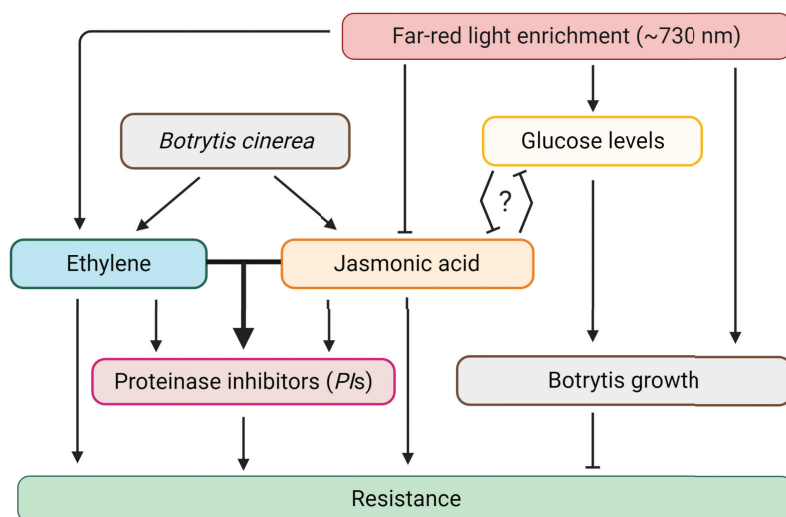 Far-red light enrichment (~730 nm)
Botrytis cinerea
Glucose levels
?
Ethylene
Jasmonic acid
Proteinase inhibitors (PIs)
Botrytis growth
Resistance